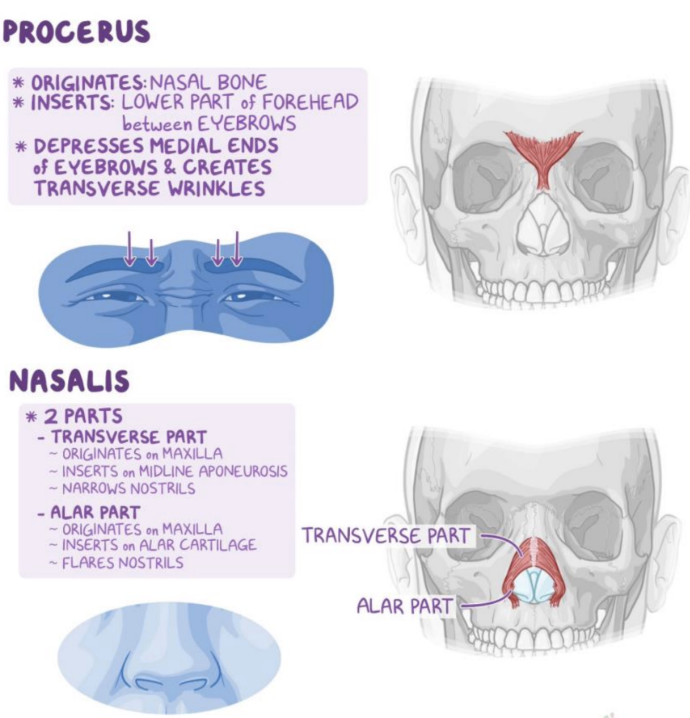 PROCERUS
* ORIGINATES: NASAL BONE
* INSERTS: LOWER PART of FOREHEAD
between EYEBROWS
* DEPRESSES MEDIAL ENDS
of EYEBROWS & CREATES
TRANSVERSE WRINKLES
NASALIS
* 2 PARTS
- TRANSVERSE PART
~ ORIGINATES on MAXILLA
~ INSERTS on MIDLINE APONEUROSIS
~ NARROWS NOSTRILS
- ALAR PART
~ ORIGINATES on MAXILLA
~ INSERTS on ALAR CARTILAGE
~ FLARES NOSTRILS
TRANSVERSE PART
ALAR PART